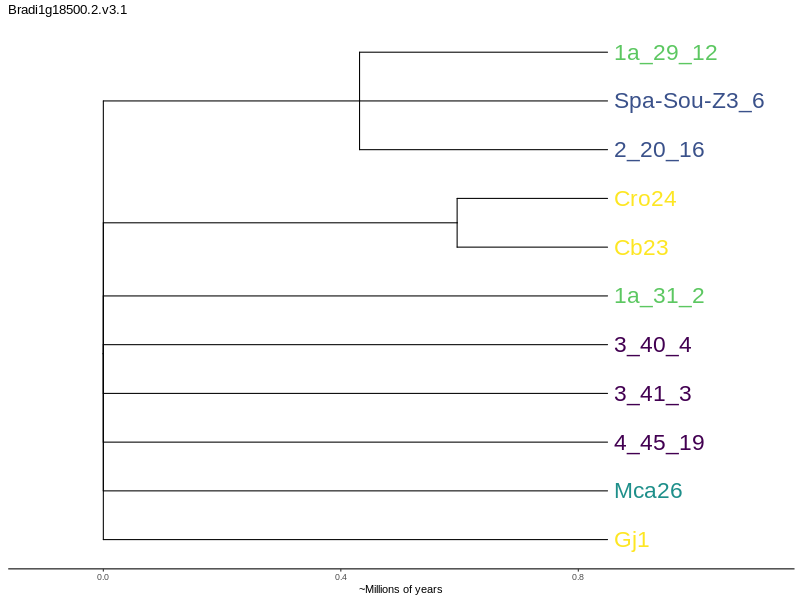 Bradi1g18500.2.v3.1
1a_29_12
Spa-Sou-Z3_6
2_20_16
Cro24
Cb23
1a_31_2
3_40_4
3_41_3
4_45_19
Mca26
Gj1
0.0 0.4 0.8
~Millions of years